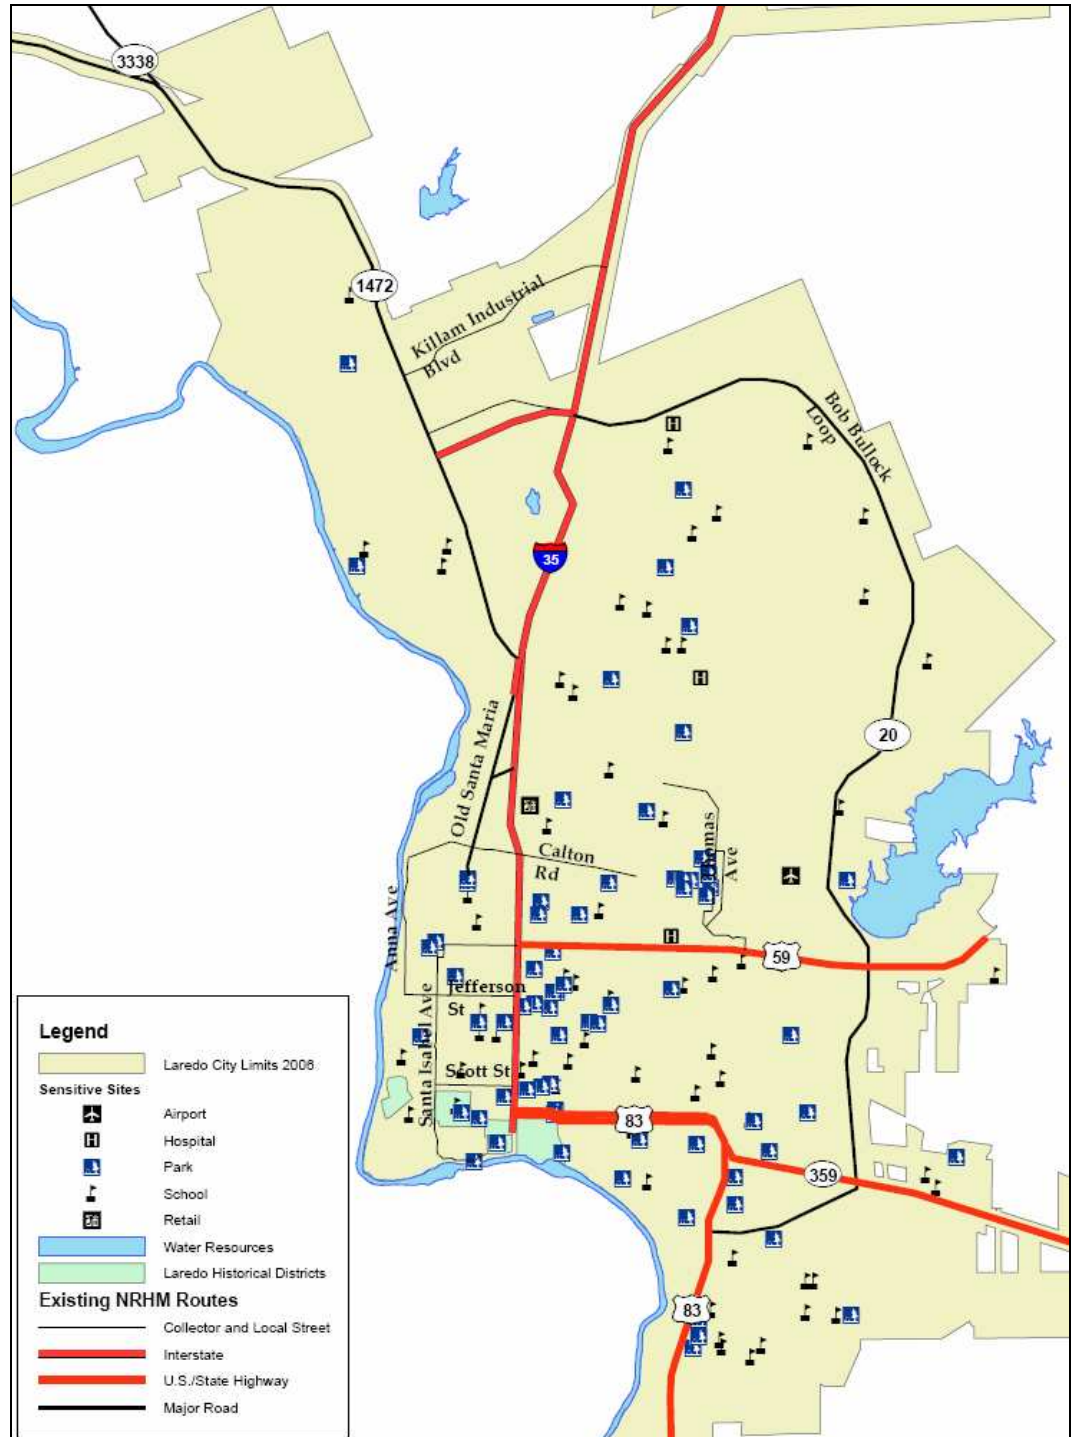 3338
1472
Killam Industrial
Blvd
Bob Bullock
Loop
35
Old Santa Maria
20
Calton
Rd
Thomas
Ave
Anna Ave
59
Jefferson
St
Santa Isabel Ave
Scott St
83
359
83
Legend
Laredo City Limits 2006
Sensitive Sites
Airport
H Hospital
Park
School
Retail
Water Resources
Laredo Historical Districts
Existing NRHM Routes
Collector and Local Street
Interstate
U.S./State Highway
Major Road
H
H
H